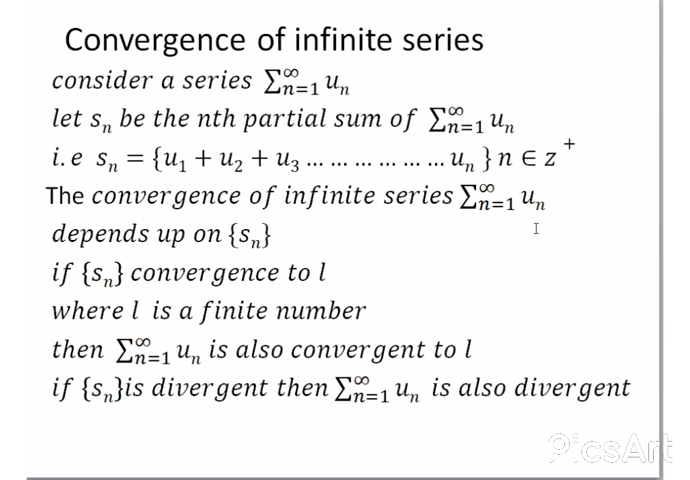 Convergence of infinite series
consider a series ∑_{n=1}^{∞} u_n
let s_n be the nth partial sum of ∑_{n=1}^{∞} u_n
i.e s_n = {u_1 + u_2 + u_3 ... ... ... ... ... ... u_n } n ∈ z^+
The convergence of infinite series ∑_{n=1}^{∞} u_n
depends up on {s_n}
if {s_n} convergence to l
where l is a finite number
then ∑_{n=1}^{∞} u_n is also convergent to l
if {s_n}is divergent then ∑_{n=1}^{∞} u_n is also divergent
PicsArt